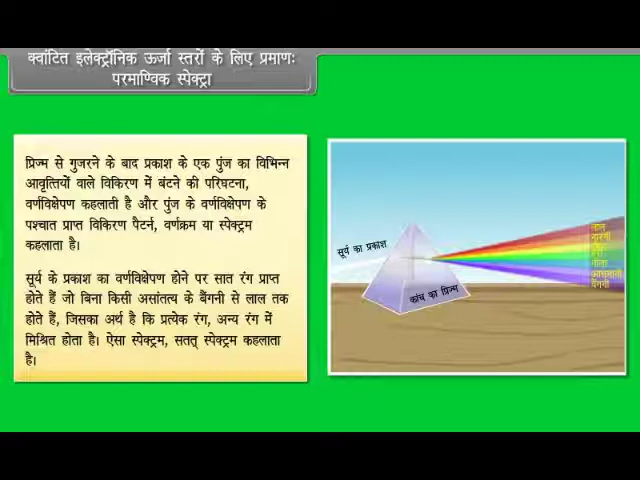 क्वांटित इलेक्ट्रॉनिक ऊर्जा स्तरों के लिए प्रमाणः
परमाण्विक स्पेक्ट्रा
प्रिज्म से गुजरने के बाद प्रकाश के एक पुंज का विभिन्न
आवृत्तियों वाले विकिरण में बंटने की परिघटना,
वर्णविक्षेपण कहलाती है और पुंज के वर्णविक्षेपण के
पश्चात प्राप्त विकिरण पैटर्न, वर्णक्रम या स्पेक्ट्रम
कहलाता है।
सूर्य के प्रकाश का वर्णविक्षेपण होने पर सात रंग प्राप्त
होते हैं जो बिना किसी असांतत्य के बैंगनी से लाल तक
होते हैं, जिसका अर्थ है कि प्रत्येक रंग, अन्य रंग में
मिश्रित होता है। ऐसा स्पेक्ट्रम, सतत् स्पेक्ट्रम कहलाता
है।
सूर्य का प्रकाश
कांच का प्रिज्म
लाल
नारंगी
हरा
नीला
आसमानी
बैंगनी